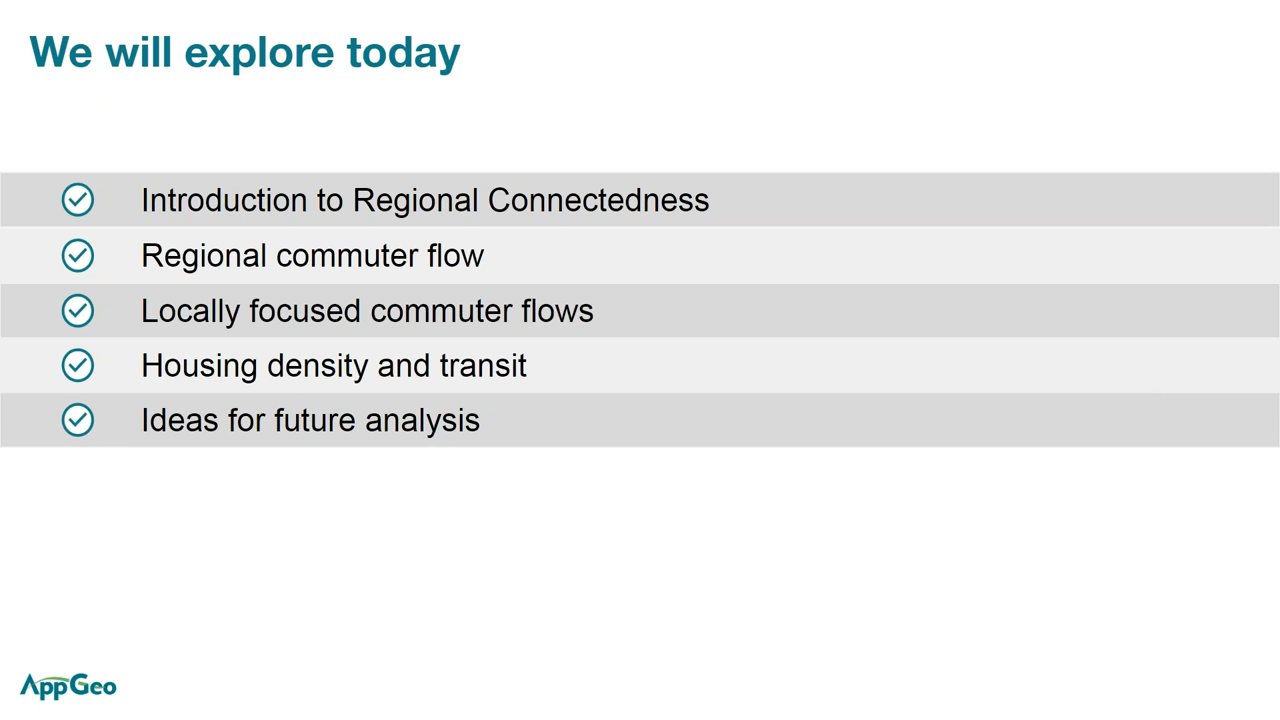 We will explore today
Introduction to Regional Connectedness
Regional commuter flow
Locally focused commuter flows
Housing density and transit
Ideas for future analysis
AppGeo